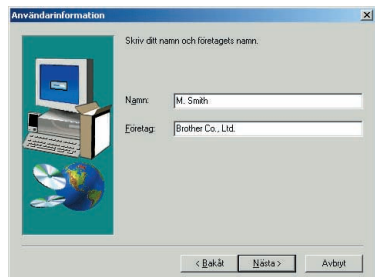 Användarinformation
Skriv ditt namn och företagets namn.
Namn: M. Smith
Företag: Brother Co., Ltd.
< Bakåt Nästa > Avbryt